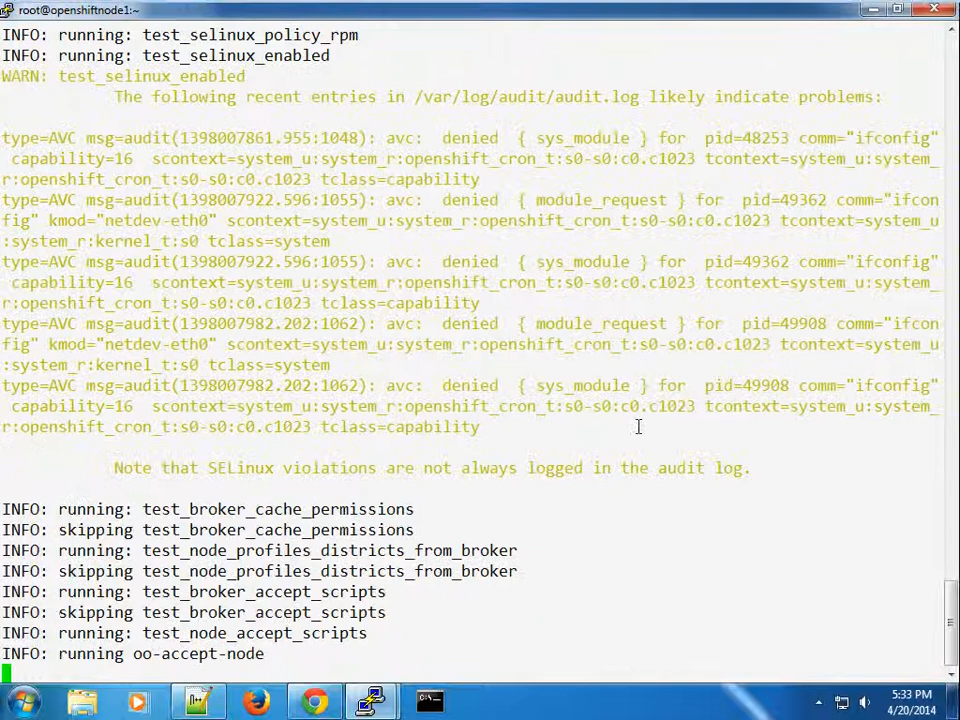 root@openshiftnode1:~
INFO: running: test_selinux_policy_rpm
INFO: running: test_selinux_enabled
WARN: test_selinux_enabled
The following recent entries in /var/log/audit/audit.log likely indicate problems:
type=AVC msg=audit(1398007861.955:1048): avc:  denied  { sys_module } for  pid=48253 comm="ifconfig"
capability=16  scontext=system_u:system_r:openshift_cron_t:s0-s0:c0.c1023 tcontext=system_u:system_
r:openshift_cron_t:s0-s0:c0.c1023 tclass=capability
type=AVC msg=audit(1398007922.596:1055): avc:  denied  { module_request } for  pid=49362 comm="ifcon
fig" kmod="netdev-eth0" scontext=system_u:system_r:openshift_cron_t:s0-s0:c0.c1023 tcontext=system_u
:system_r:kernel_t:s0 tclass=system
type=AVC msg=audit(1398007922.596:1055): avc:  denied  { sys_module } for  pid=49362 comm="ifconfig"
capability=16  scontext=system_u:system_r:openshift_cron_t:s0-s0:c0.c1023 tcontext=system_u:system_
r:openshift_cron_t:s0-s0:c0.c1023 tclass=capability
type=AVC msg=audit(1398007982.202:1062): avc:  denied  { module_request } for  pid=49908 comm="ifcon
fig" kmod="netdev-eth0" scontext=system_u:system_r:openshift_cron_t:s0-s0:c0.c1023 tcontext=system_u
:system_r:kernel_t:s0 tclass=system
type=AVC msg=audit(1398007982.202:1062): avc:  denied  { sys_module } for  pid=49908 comm="ifconfig"
capability=16  scontext=system_u:system_r:openshift_cron_t:s0-s0:c0.c1023 tcontext=system_u:system_
r:openshift_cron_t:s0-s0:c0.c1023 tclass=capability
Note that SELinux violations are not always logged in the audit log.
INFO: running: test_broker_cache_permissions
INFO: skipping test_broker_cache_permissions
INFO: running: test_node_profiles_districts_from_broker
INFO: skipping test_node_profiles_districts_from_broker
INFO: running: test_broker_accept_scripts
INFO: skipping test_broker_accept_scripts
INFO: running: test_node_accept_scripts
INFO: running oo-accept-node
5:33 PM
4/20/2014